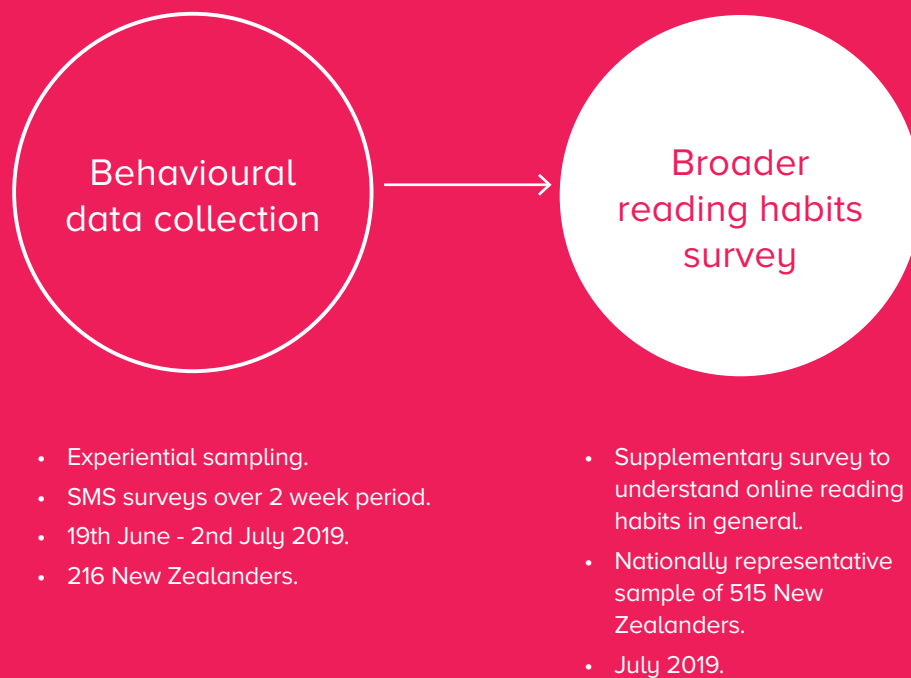 Behavioural
data collection
Broader
reading habits
survey
• Experiential sampling.
• SMS surveys over 2 week period.
• 19th June - 2nd July 2019.
• 216 New Zealanders.
• Supplementary survey to
understand online reading
habits in general.
• Nationally representative
sample of 515 New
Zealanders.
• July 2019.